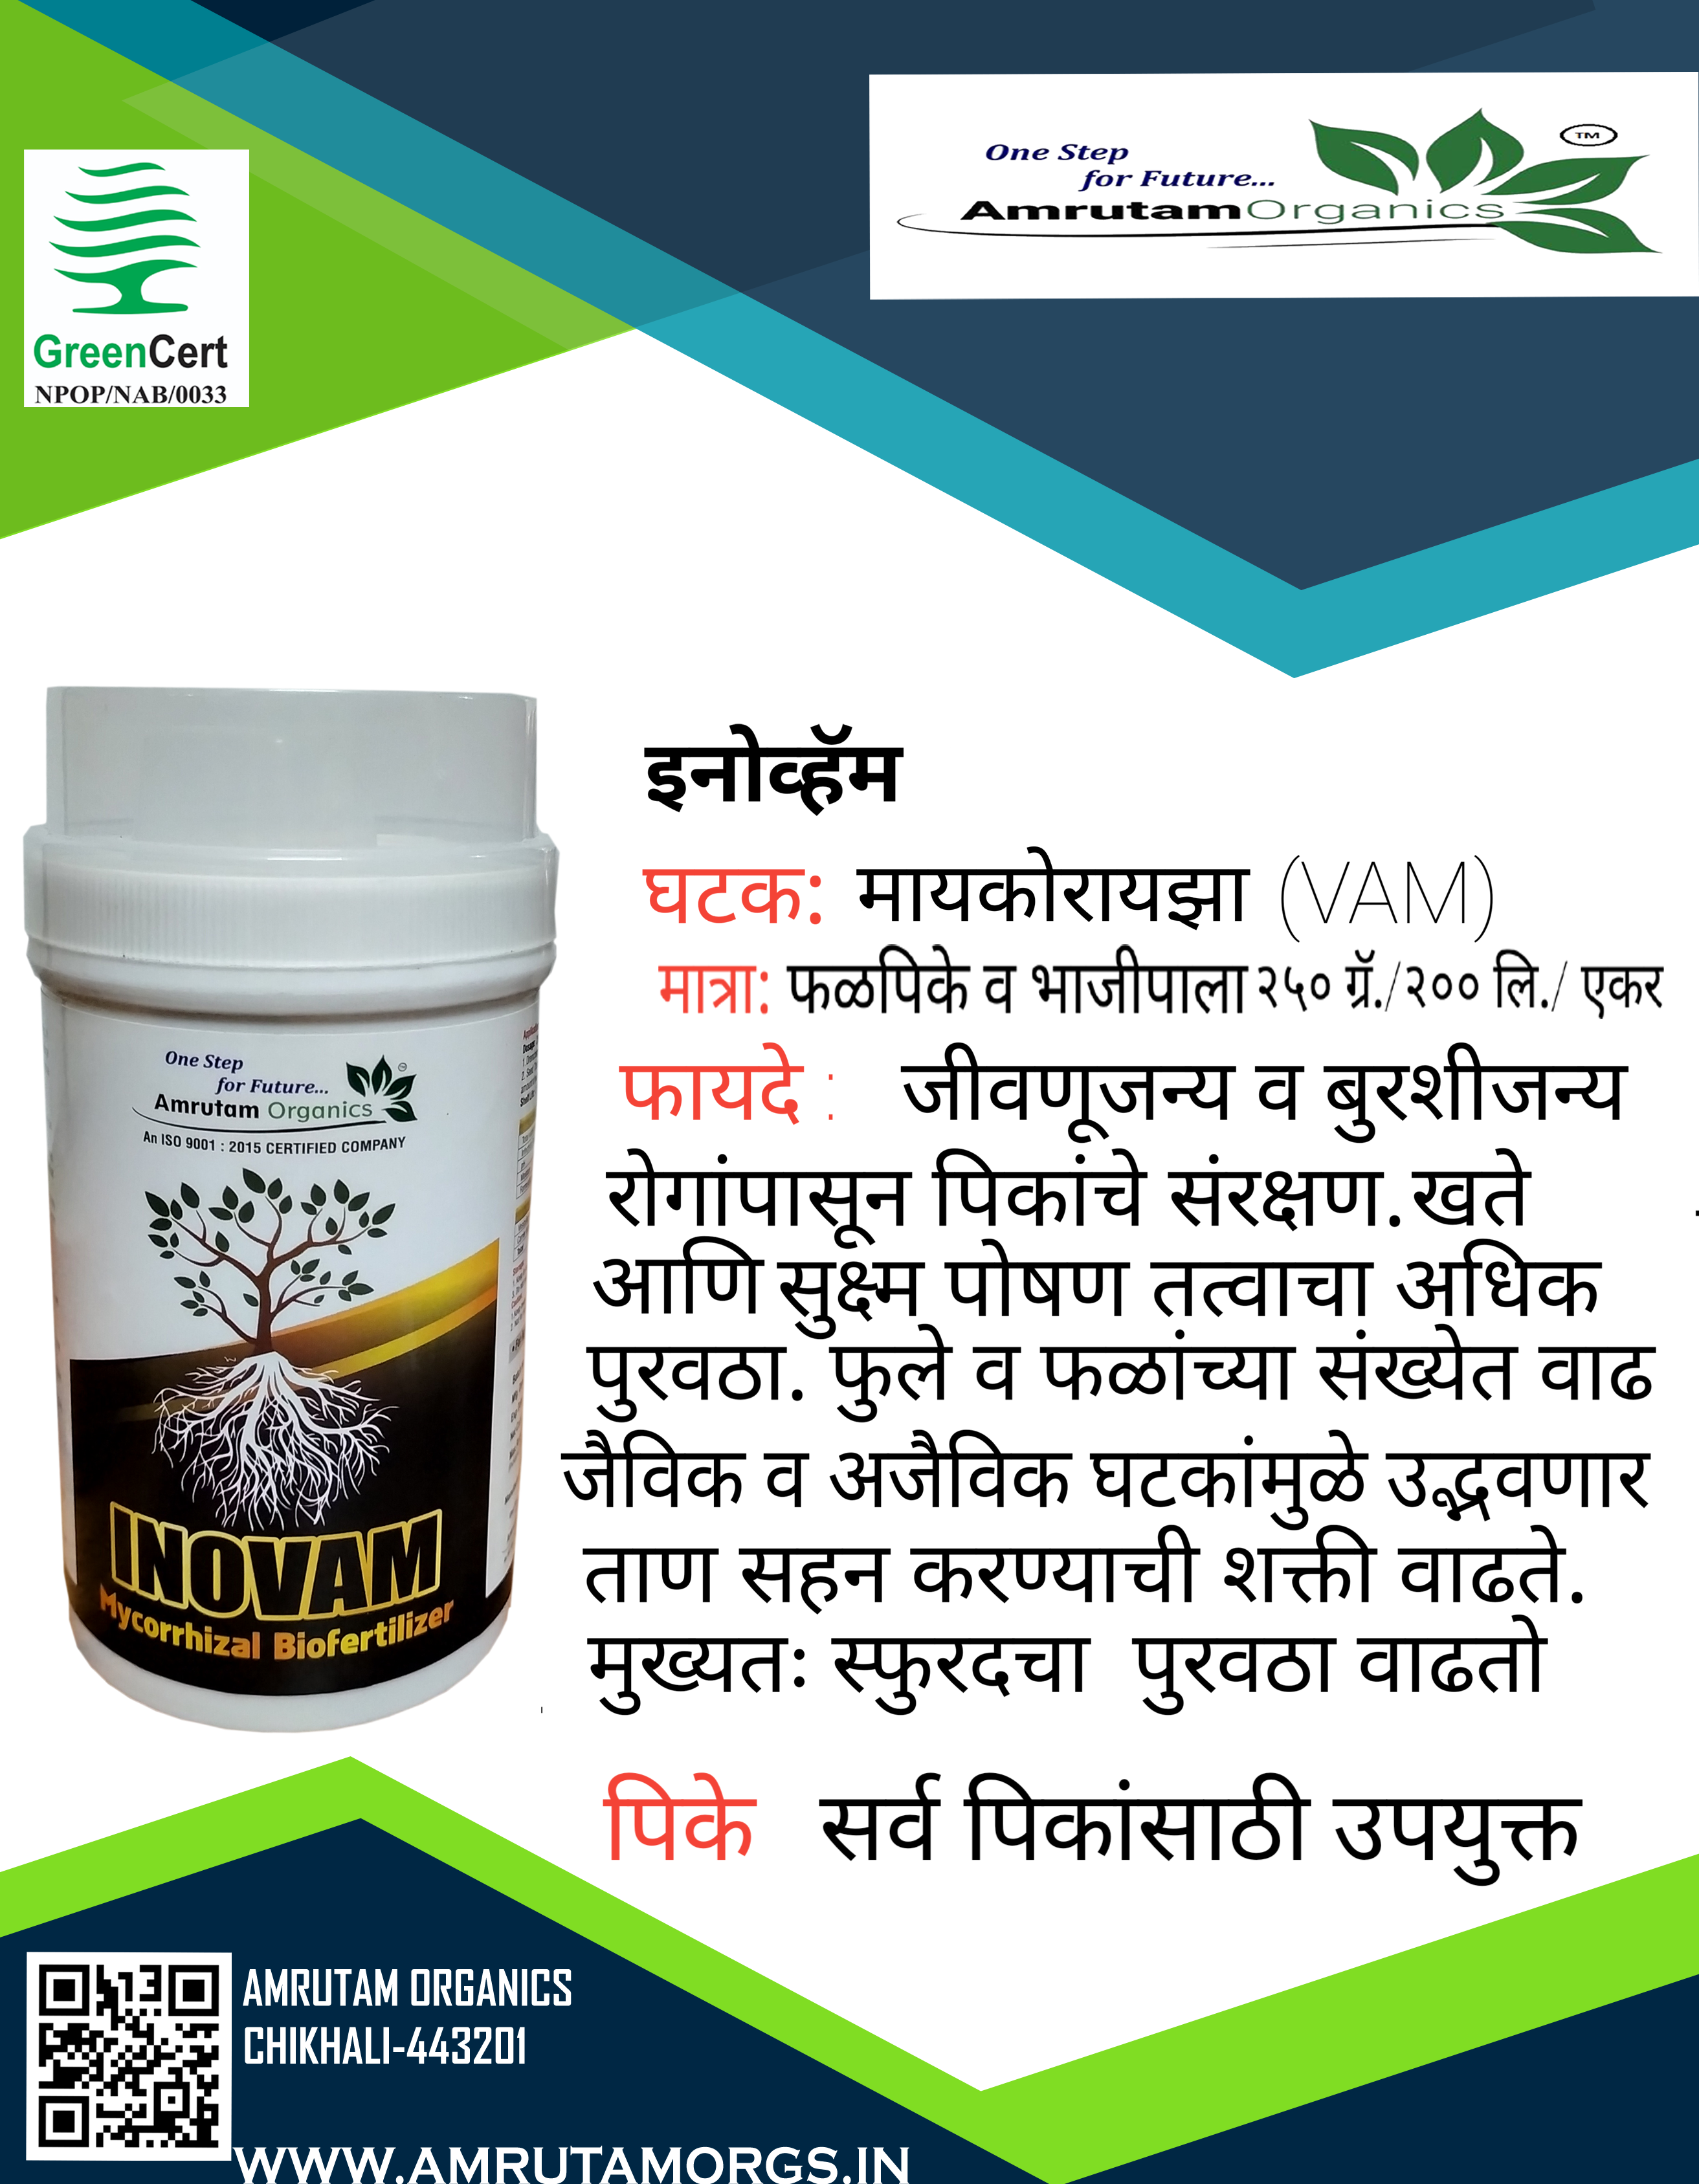 One Step
for Future...
AmrutamOrganics
TM
GreenCert
NPOP/NAB/0033
इनोव्हॅम
घटक: मायकोरायझा (VAM)
मात्रा: फळपिके व भाजीपाला २५० ग्रॅ./२०० लि./ एकर
फायदे : जीवणूजन्य व बुरशीजन्य
रोगांपासून पिकांचे संरक्षण. खते
आणि सुक्ष्म पोषण तत्वाचा अधिक
पुरवठा. फुले व फळांच्या संख्येत वाढ
जैविक व अजैविक घटकांमुळे उद्भवणार
ताण सहन करण्याची शक्ती वाढते.
मुख्यतः स्फुरदचा पुरवठा वाढतो
पिके सर्व पिकांसाठी उपयुक्त
One Step
for Future...
Amrutam Organics
An ISO 9001 : 2015 CERTIFIED COMPANY
INOVAM
Mycorrhizal Biofertilizer
AMRUTAM ORGANICS
CHIKHALI-443201
WWW.AMRUTAMORGS.IN